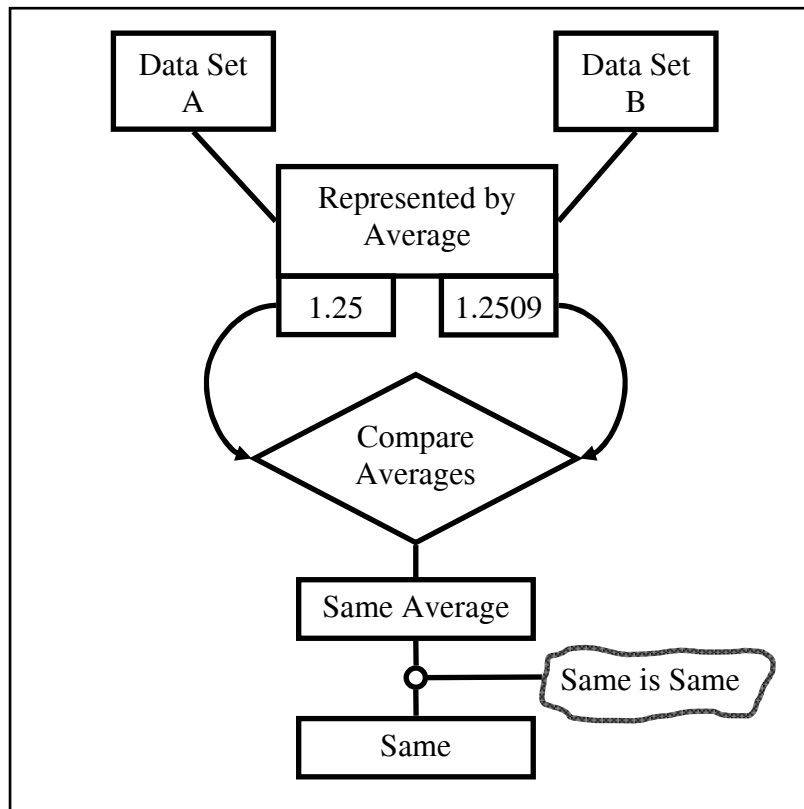 Data Set
A
Data Set
B
Represented by
Average
1.25
1.2509
Compare
Averages
Same Average
Same is Same
Same